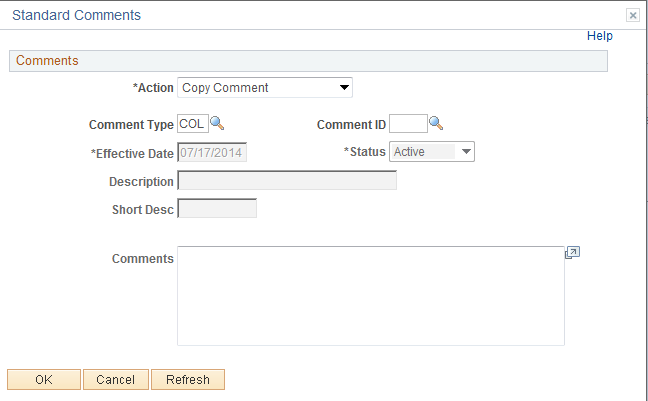 Standard Comments
Help
Comments
*Action Copy Comment
Comment Type COL Comment ID
*Effective Date 07/17/2014 *Status Active
Description
Short Desc
Comments
OK Cancel Refresh